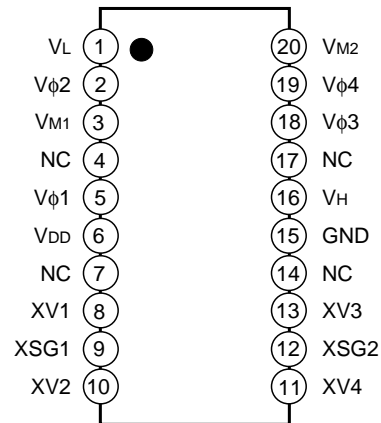 VL 1 20 VM2
Vϕ2 2 19 Vϕ4
VM1 3 18 Vϕ3
NC 4 17 NC
Vϕ1 5 16 VH
VDD 6 15 GND
NC 7 14 NC
XV1 8 13 XV3
XSG1 9 12 XSG2
XV2 10 11 XV4